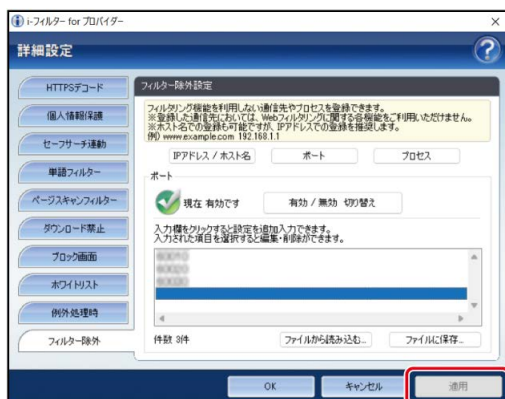 i-フィルター for プロバイダー
詳細設定
HTTPSデコード
個人情報保護
セーフサーチ連動
単語フィルター
ページスキャンフィルター
ダウンロード禁止
ブロック画面
ホワイトリスト
例外処理時
フィルター除外
フィルター除外設定
フィルタリング機能を利用しない通信先やプロセスを登録できます。
※登録した通信先においては、Webフィルタリングに関する各機能をご利用いただけません。
※ホスト名での登録も可能ですが、IPアドレスでの登録を推奨します。
例) www.example.com 192.168.1.1
IPアドレス / ホスト名
ポート
プロセス
ポート
現在 有効です
有効 / 無効 切り替え
入力欄をクリックすると設定を追加入力できます。
入力された項目を選択すると編集・削除ができます。
件数 3件
ファイルから読み込む...
ファイルに保存...
OK
キャンセル
適用